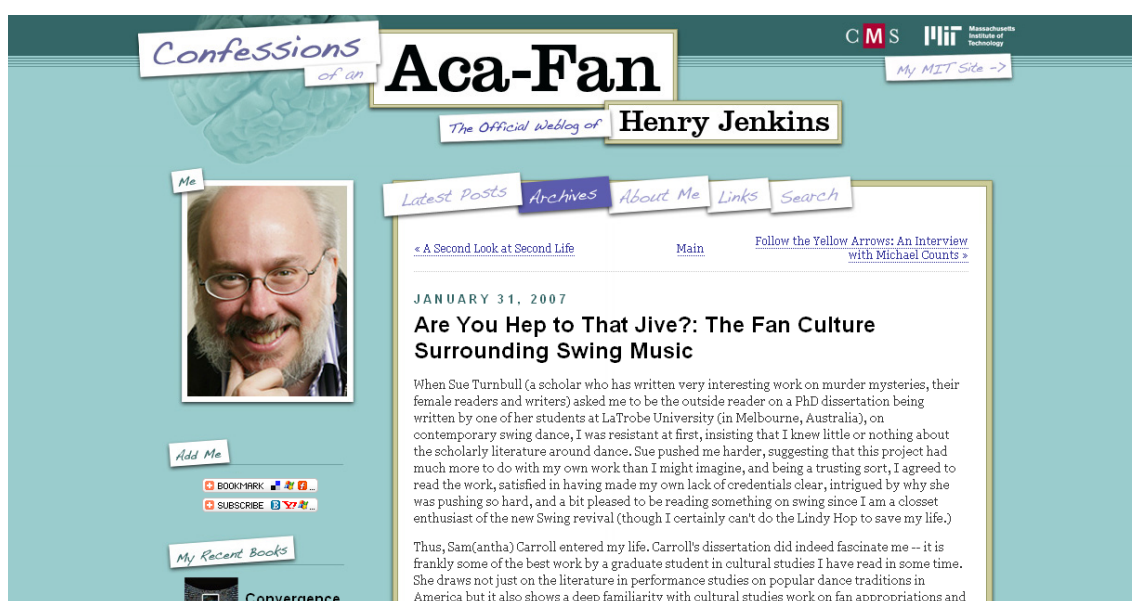 Confessions
of an
Aca-Fan
The Official Weblog of
Henry Jenkins
CMS
MIT
Massachusetts
Institute of
Technology
My MIT Site ->
Me
Latest Posts
Archives
About Me
Links
Search
« A Second Look at Second Life
Main
Follow the Yellow Arrows: An Interview
with Michael Counts »
JANUARY 31, 2007
Are You Hep to That Jive?: The Fan Culture
Surrounding Swing Music
When Sue Turnbull (a scholar who has written very interesting work on murder mysteries, their
female readers and writers) asked me to be the outside reader on a PhD dissertation being
written by one of her students at LaTrobe University (in Melbourne, Australia), on
contemporary swing dance, I was resistant at first, insisting that I knew little or nothing about
the scholarly literature around dance. Sue pushed me harder, suggesting that this project had
much more to do with my own work than I might imagine, and being a trusting sort, I agreed to
read the work, satisfied in having made my own lack of credentials clear, intrigued by why she
was pushing so hard, and a bit pleased to be reading something on swing since I am a closset
enthusiast of the new Swing revival (though I certainly can't do the Lindy Hop to save my life.)
Thus, Sam(antha) Carroll entered my life. Carroll's dissertation did indeed fascinate me -- it is
frankly some of the best work by a graduate student in cultural studies I have read in some time.
She draws not just on the literature in performance studies on popular dance traditions in
America but it also shows a deep familiarity with cultural studies work on fan appropriations and
Add Me
BOOKMARK
SUBSCRIBE
My Recent Books
Convergence